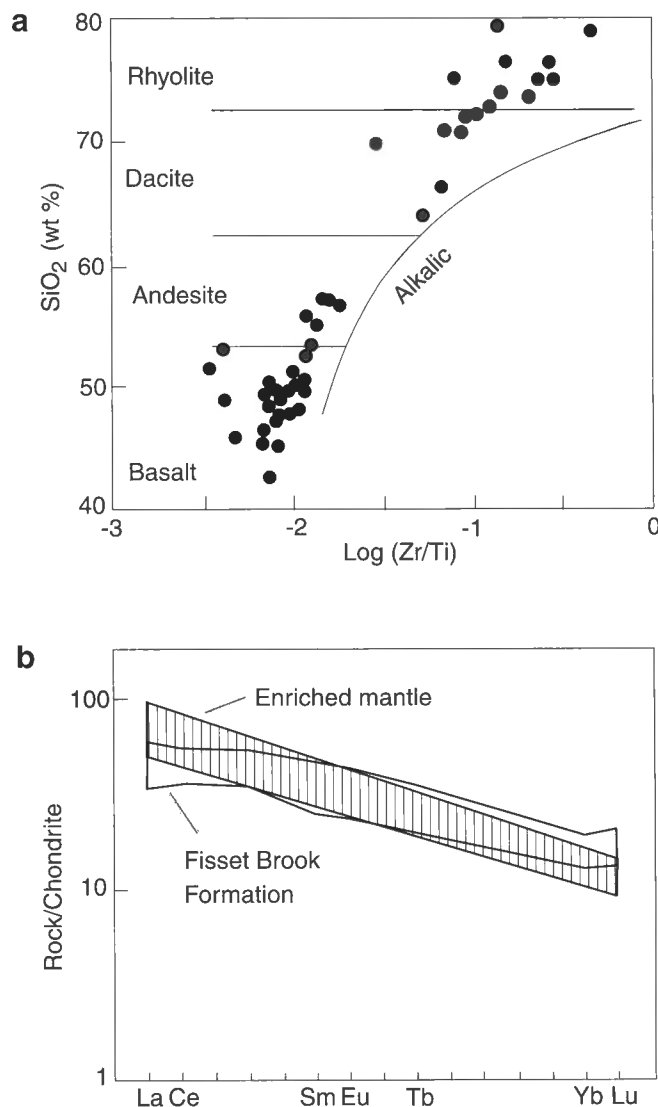 a
80
Rhyolite
70
Dacite
SiO2 (wt %)
60
Andesite
Alkalic
50
Basalt
40
-3
-2
-1
0
Log (Zr/Ti)
b
100
Enriched mantle
Rock/Chondrite
Fisset Brook
Formation
10
1
La Ce Sm Eu Tb Yb Lu